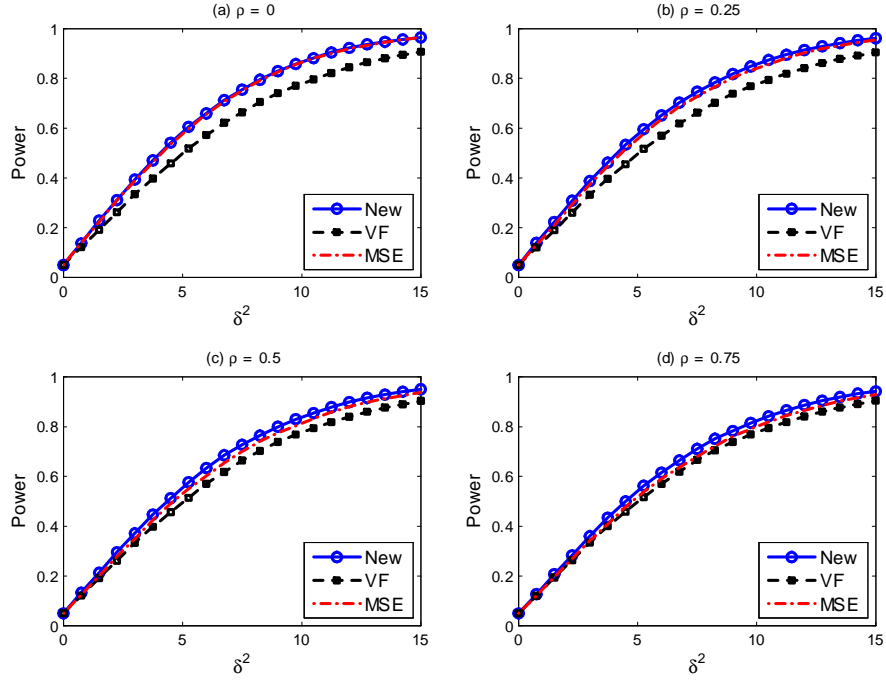 (a) ρ = 0
1
0.8
0.6
0.4
0.2
0
Power
New
VF
MSE
0 5 10 15
δ²
(b) ρ = 0.25
1
0.8
0.6
0.4
0.2
0
Power
New
VF
MSE
0 5 10 15
δ²
(c) ρ = 0.5
1
0.8
0.6
0.4
0.2
0
Power
New
VF
MSE
0 5 10 15
δ²
(d) ρ = 0.75
1
0.8
0.6
0.4
0.2
0
Power
New
VF
MSE
0 5 10 15
δ²